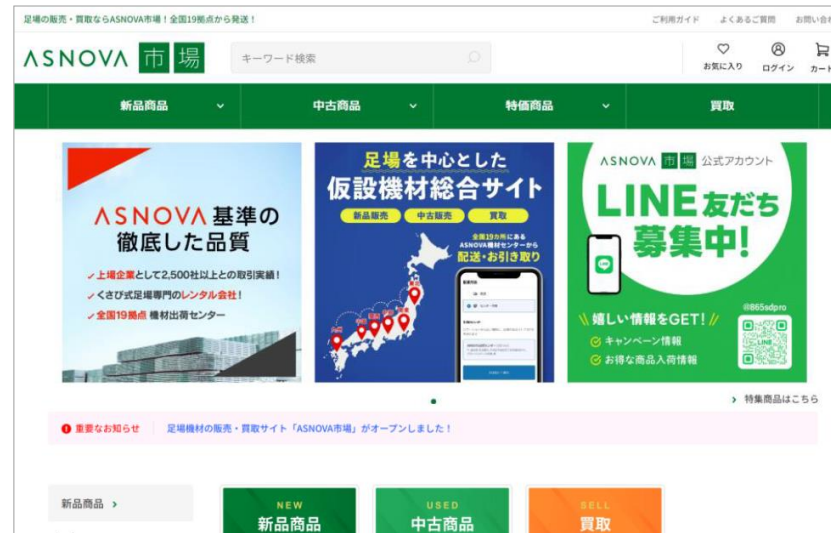 足場の販売・買取ならASNOVA市場！全国19拠点から発送！
ご利用ガイド よくあるご質問 お問い合わせ
ASNOVA 市場
キーワード検索
お気に入り ログイン カート
新品商品 中古商品 特価商品 買取
ASNOVA 基準の
徹底した品質
上場企業として2,500社以上との取引実績！
くさび式足場専門のレンタル会社！
全国19拠点 機材出荷センター
足場を中心とした
仮設機材総合サイト
新品販売 中古販売 買取
全国19カ所にある
ASNOVA機材センターから
配送・お引き取り
ASNOVA 市場 公式アカウント
LINE友だち
募集中!
@865sdpro
嬉しい情報をGET!
キャンペーン情報
お得な商品入荷情報
LINE
特集商品はこちら
重要なお知らせ 足場機材の販売・買取サイト「ASNOVA市場」がオープンしました！
新品商品
NEW
新品商品
USED
中古商品
SELL
買取